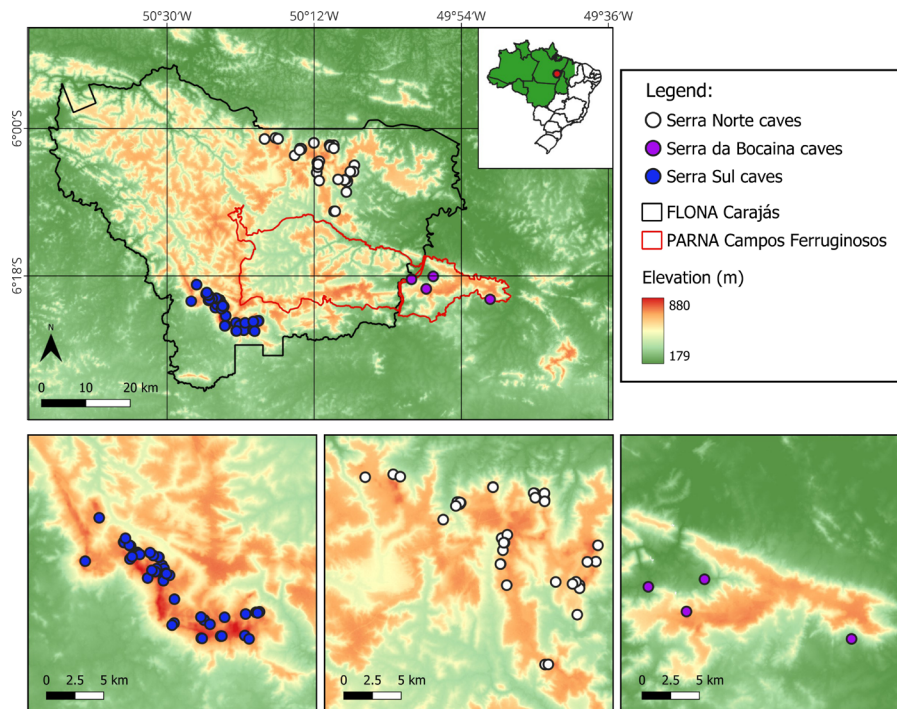 50°30'W 50°12'W 49°54'W 49°36'W
6°00'S
6°18'S
N
0 10 20 km
Legend:
Serra Norte caves
Serra da Bocaina caves
Serra Sul caves
FLONA Carajás
PARNA Campos Ferruginosos
Elevation (m)
880
179
0 2.5 5 km
0 2.5 5 km
0 2.5 5 km